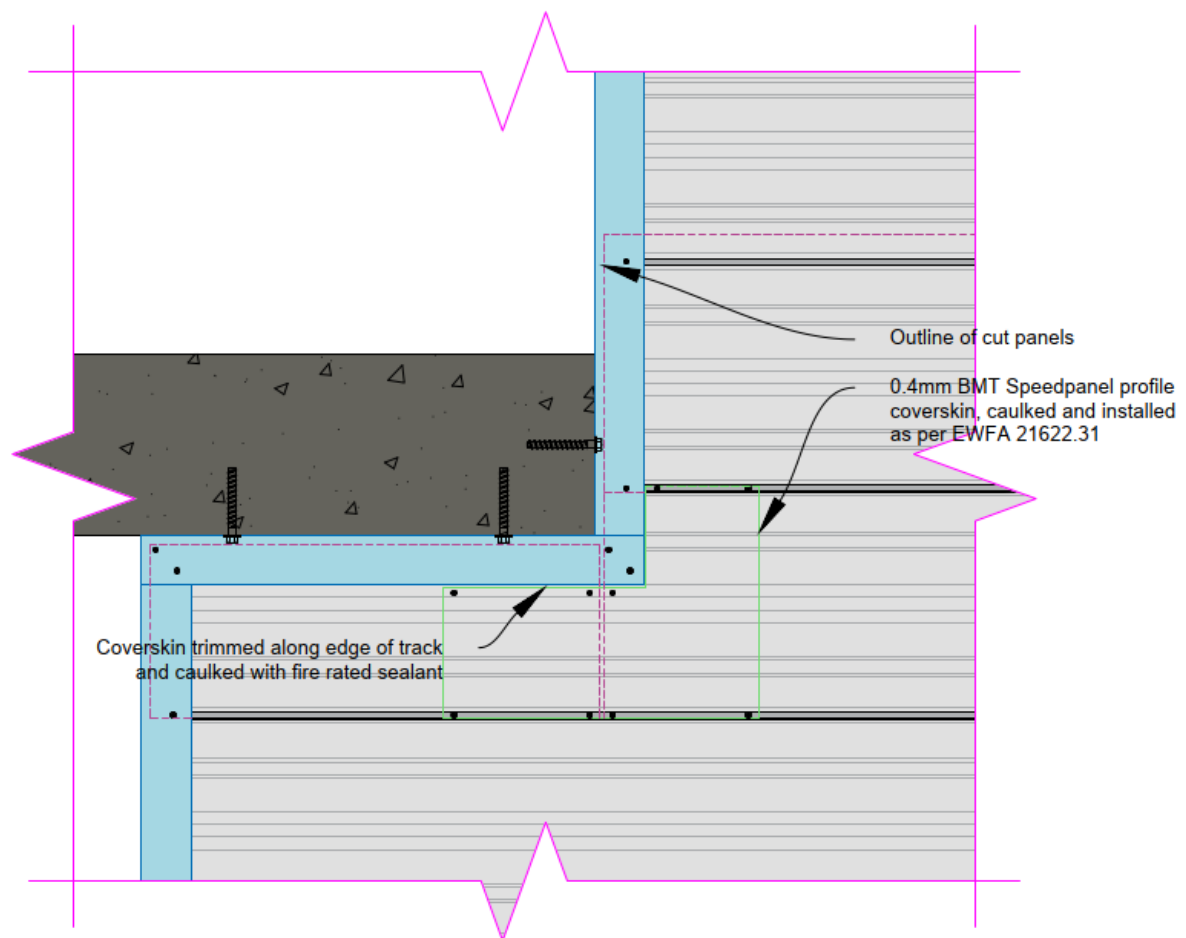 Outline of cut panels
0.4mm BMT Speedpanel profile
coverskin, caulked and installed
as per EWFA 21622.31
Coverskin trimmed along edge of track
and caulked with fire rated sealant